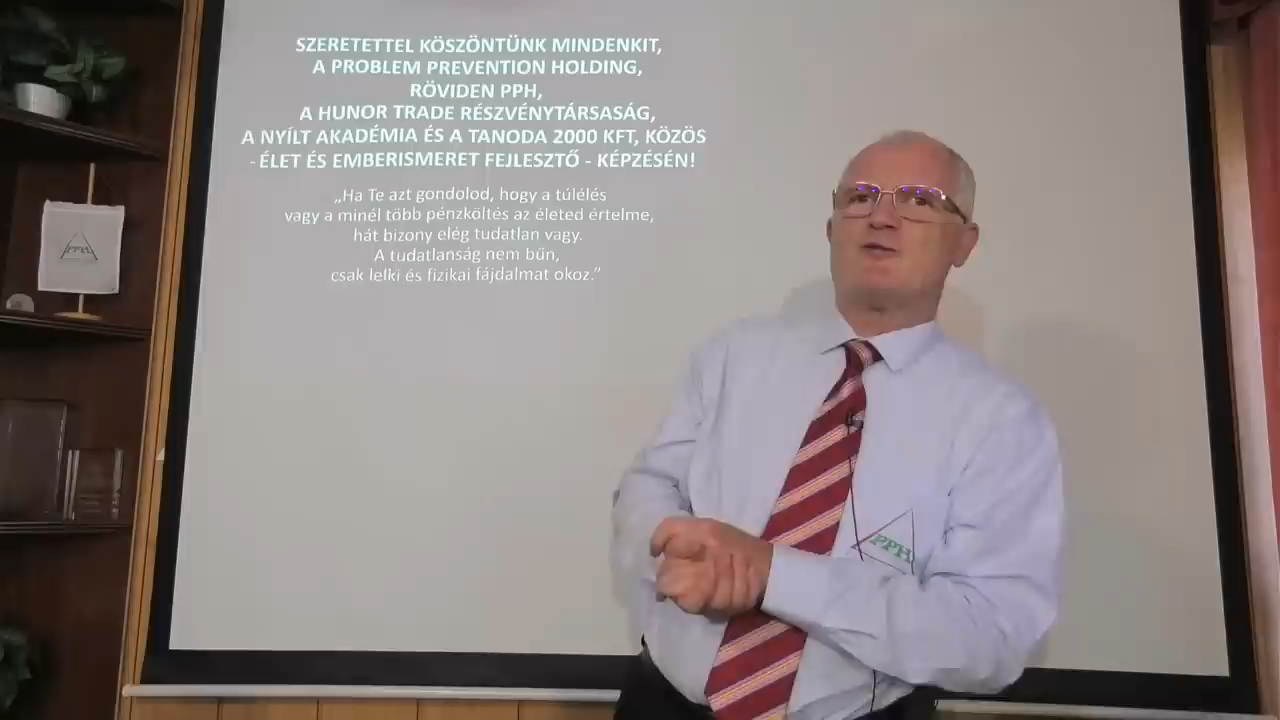 SZERETETTEL KÖSZÖNTÜNK MINDENKIT,
A PROBLEM PREVENTION HOLDING,
RÖVIDEN PPH,
A HUNOR TRADE RÉSZVÉNYTÁRSASÁG,
A NYÍLT AKADÉMIA ÉS A TANODA 2000 KFT, KÖZÖS
- ÉLET ÉS EMBERISMERET FEJLESZTŐ - KÉPZÉSÉN!
„Ha Te azt gondolod, hogy a túlélés
vagy a minél több pénzköltés az életed értelme,
hát bizony elég tudatlan vagy.
A tudatlanság nem bűn,
csak lelki és fizikai fájdalmat okoz.”
PPH
PPH